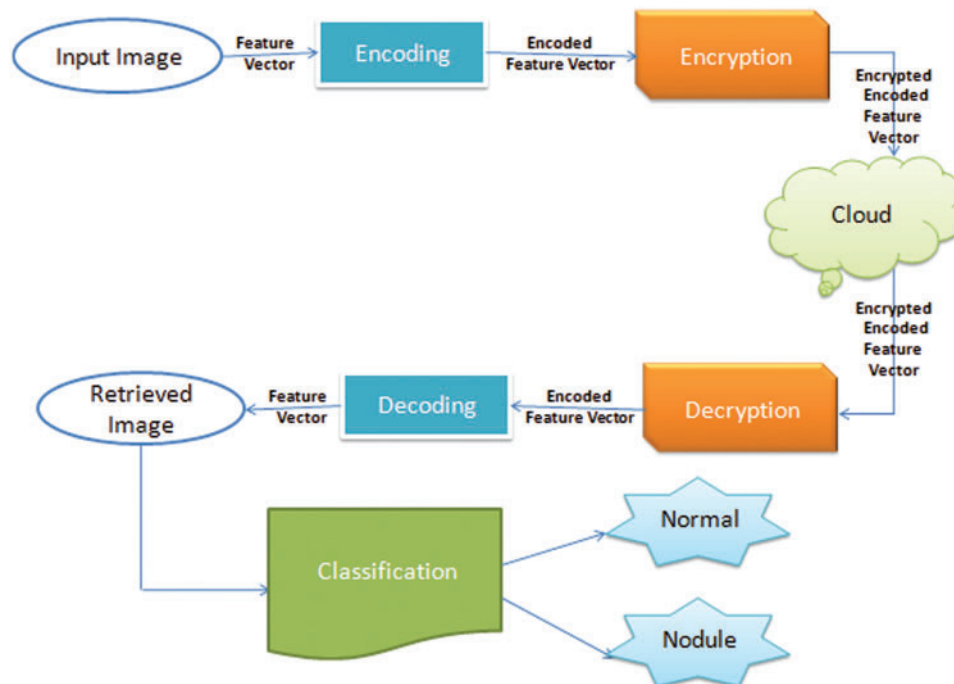 Input Image
Feature
Vector
Encoding
Encoded
Feature Vector
Encryption
Encrypted
Encoded
Feature
Vector
Cloud
Encrypted
Encoded
Feature
Vector
Decryption
Encoded
Feature Vector
Decoding
Feature
Vector
Retrieved
Image
Classification
Normal
Nodule